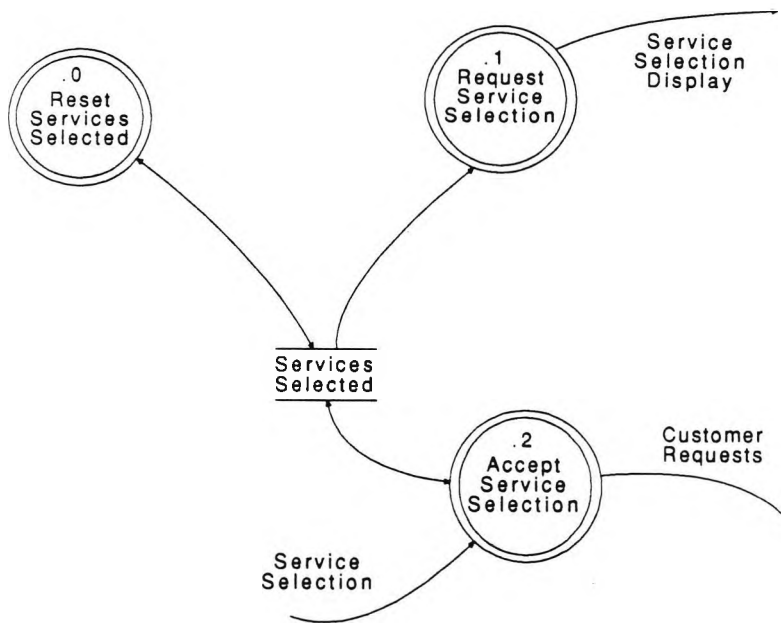 .0
Reset
Services
Selected
.1
Request
Service
Selection
Service
Selection
Display
Services
Selected
.2
Accept
Service
Selection
Customer
Requests
Service
Selection